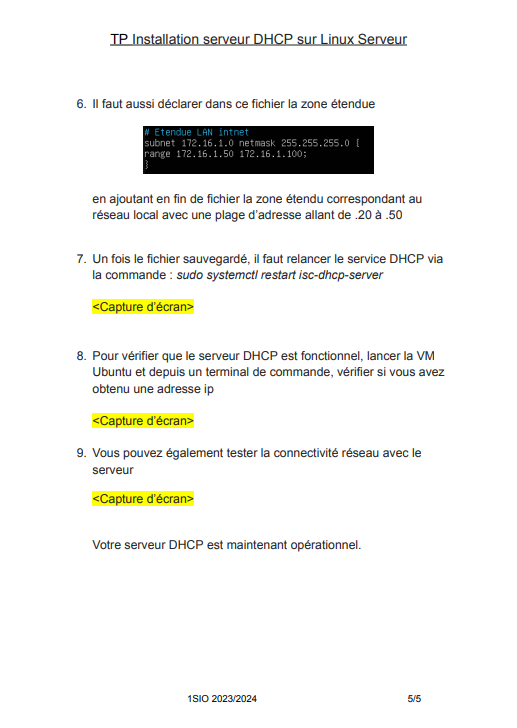 TP Installation serveur DHCP sur Linux Serveur
6. Il faut aussi déclarer dans ce fichier la zone étendue
# Etendue LAN intnet
subnet 172.16.1.0 netmask 255.255.255.0 {
range 172.16.1.50 172.16.1.100;
}
en ajoutant en fin de fichier la zone étendu correspondant au
réseau local avec une plage d’adresse allant de .20 à .50
7. Un fois le fichier sauvegardé, il faut relancer le service DHCP via
la commande : sudo systemctl restart isc-dhcp-server
<Capture d’écran>
8. Pour vérifier que le serveur DHCP est fonctionnel, lancer la VM
Ubuntu et depuis un terminal de commande, vérifier si vous avez
obtenu une adresse ip
<Capture d’écran>
9. Vous pouvez également tester la connectivité réseau avec le
serveur
<Capture d’écran>
Votre serveur DHCP est maintenant opérationnel.
1SIO 2023/2024 5/5